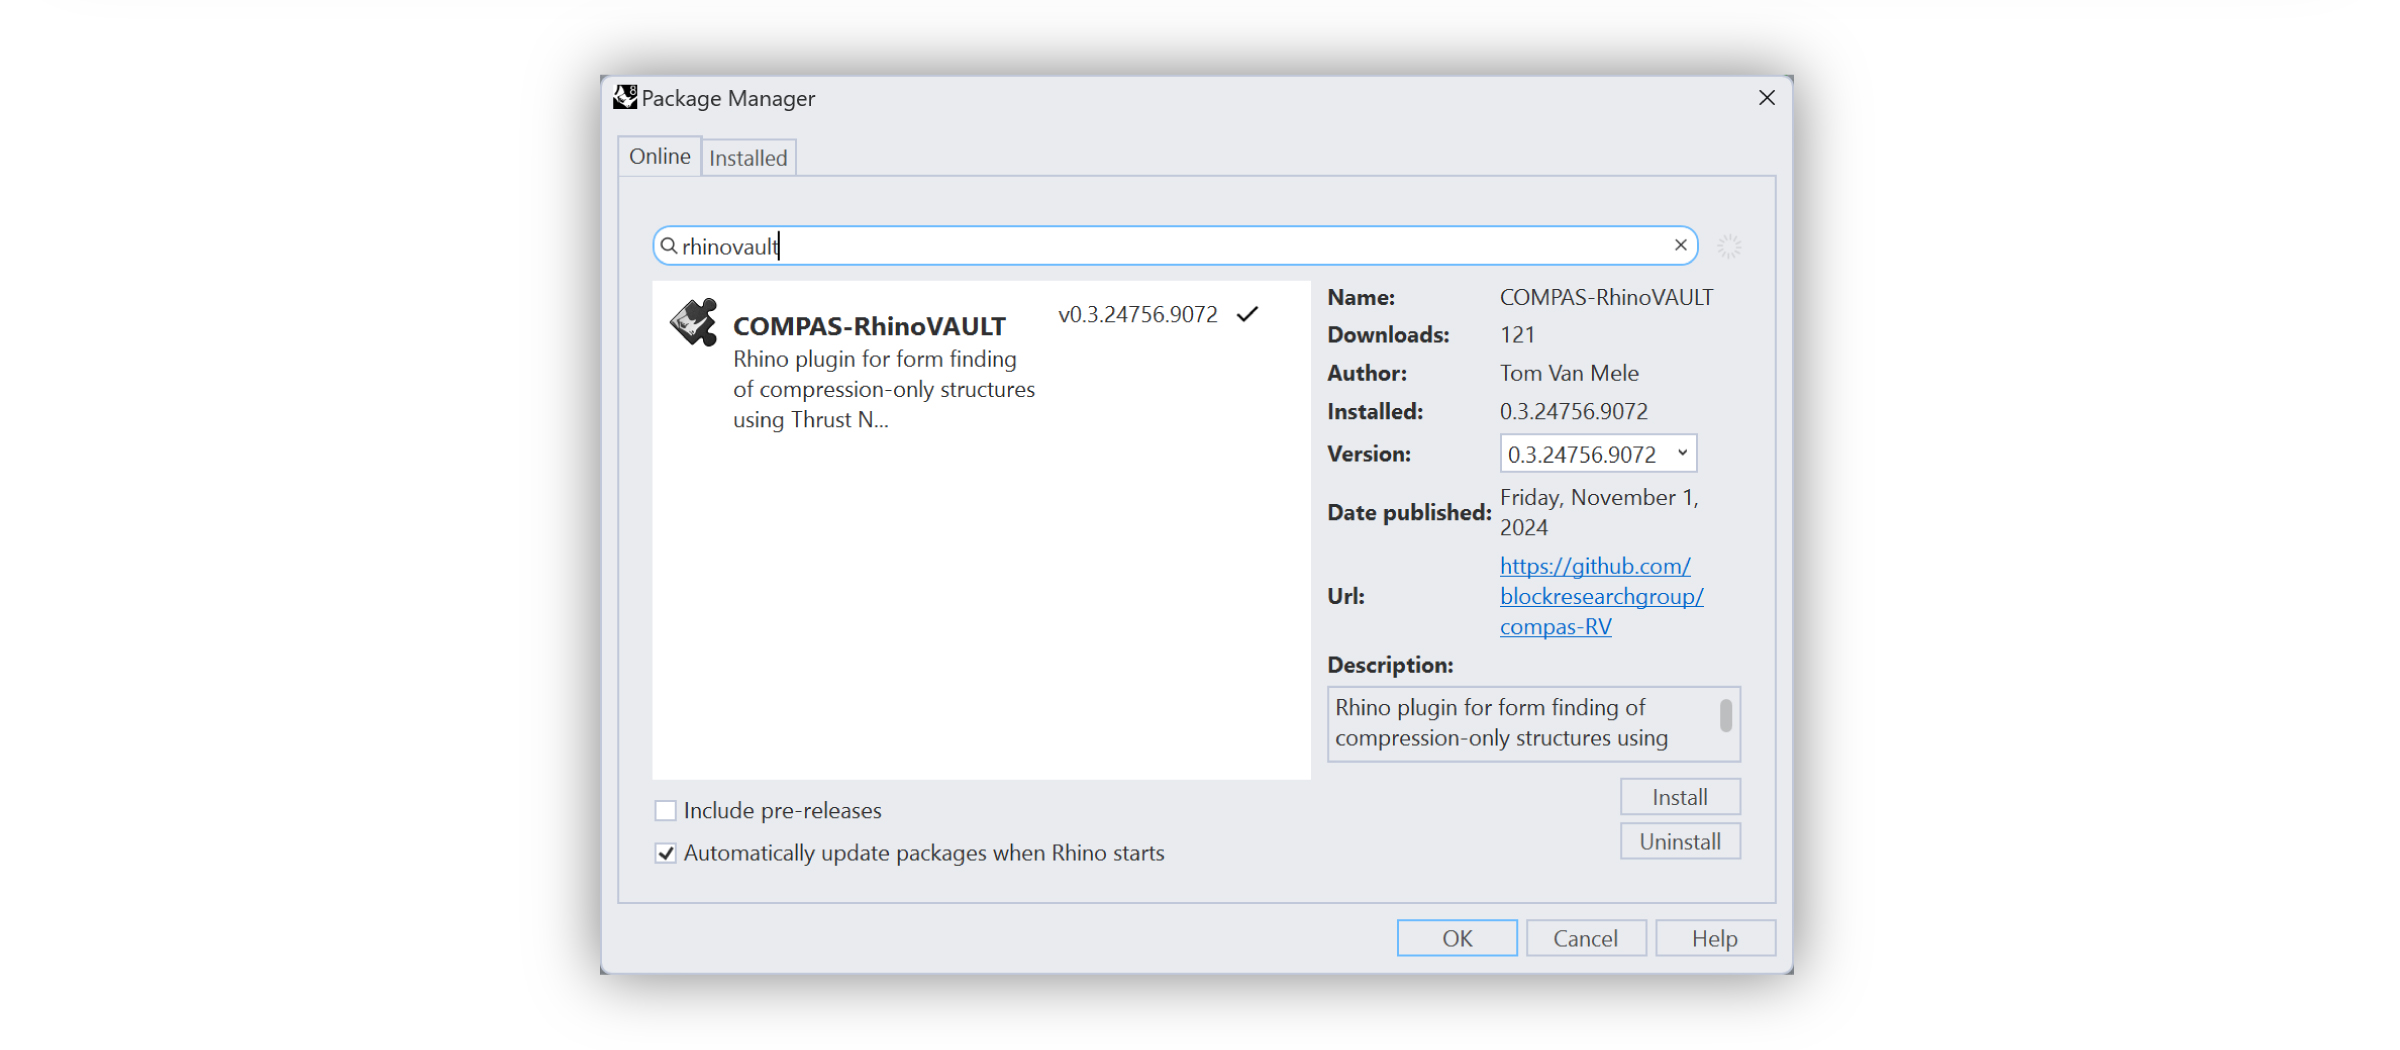 8
Package Manager
Online
Installed
rhinovault
COMPAS-RhinoVAULT
v0.3.24756.9072
Rhino plugin for form finding
of compression-only structures
using Thrust N...
Name: COMPAS-RhinoVAULT
Downloads: 121
Author: Tom Van Mele
Installed: 0.3.24756.9072
Version: 0.3.24756.9072
Date published: Friday, November 1,
2024
Url: https://github.com/
blockresearchgroup/
compas-RV
Description:
Rhino plugin for form finding of
compression-only structures using
Include pre-releases
Automatically update packages when Rhino starts
Install
Uninstall
OK
Cancel
Help